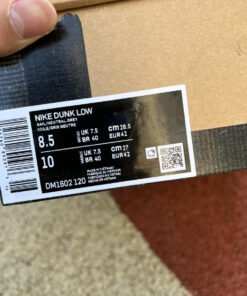 NIKE DUNK LOW
SAIL/NEUTRAL GREY
VOILE/GRIS NEUTRE
8.5 UK 7.5 CM 26.5
BR 40 EUR 42
10 UK 7.5 CM 27
BR 40 EUR 42
DM1602 120
MADE IN VIETNAM